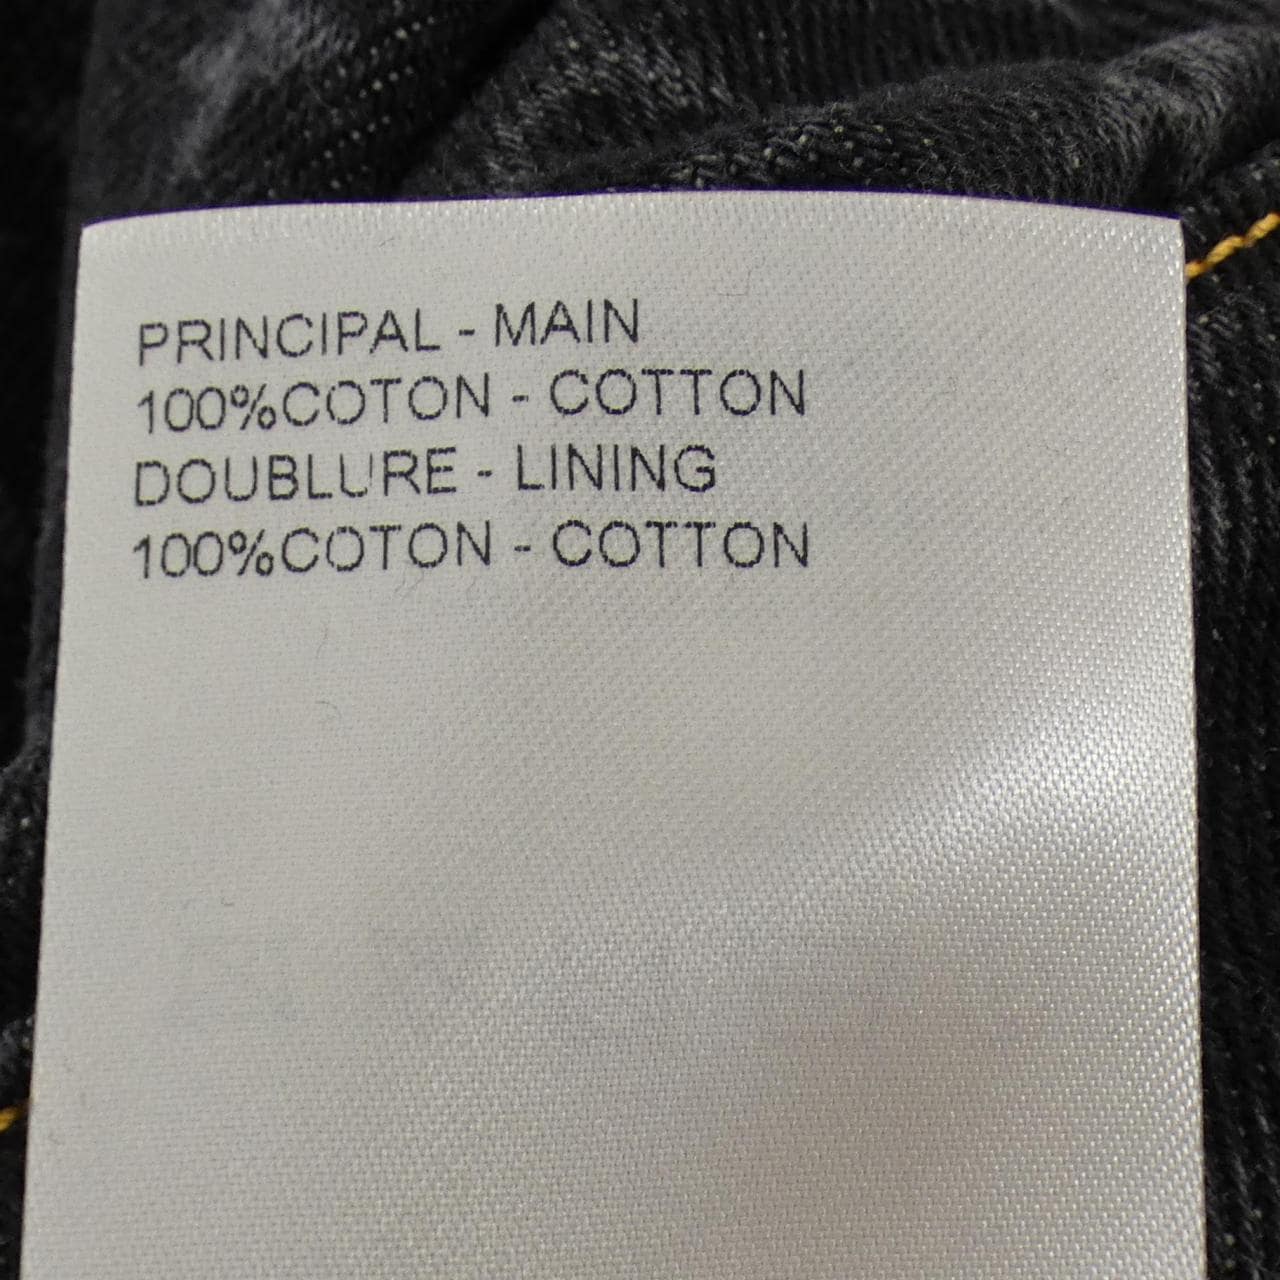 PRINCIPAL - MAIN
100%COTON - COTTON
DOUBLURE - LINING
100%COTON - COTTON